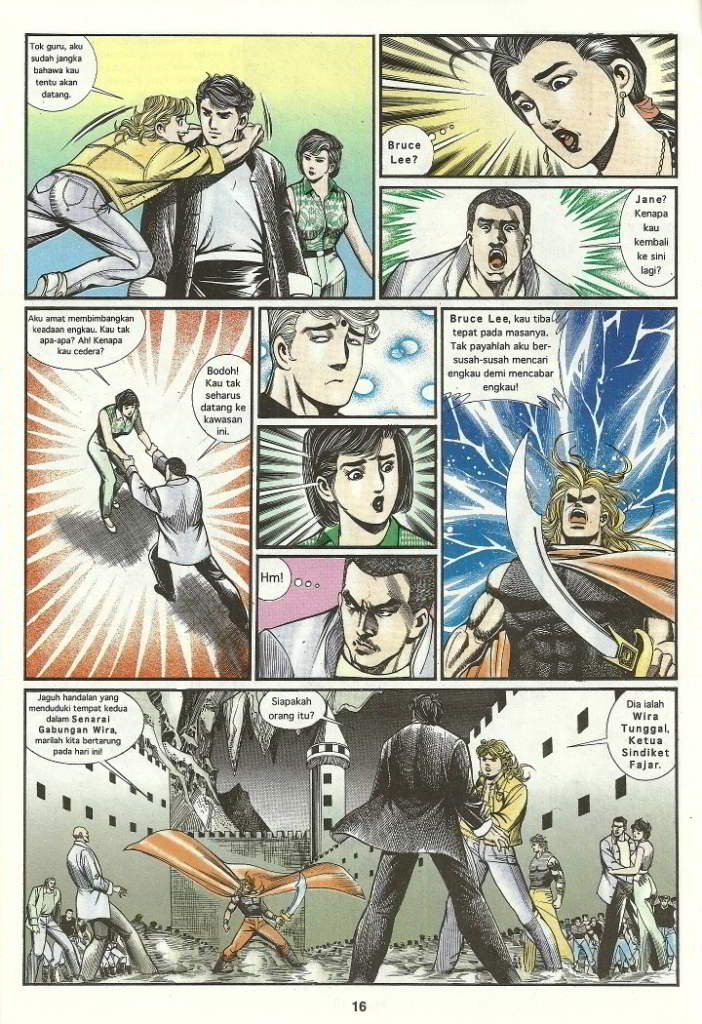 Tok guru, aku
sudah jangka
bahawa kau
tentu akan
datang.
Bruce
Lee?
Jane?
Kenapa
kau
kembali
ke sini
lagi?
Aku amat membimbangkan
keadaan engkau. Kau tak
apa-apa? Ah! Kenapa
kau cedera?
Bodoh!
Kau tak
seharus
datang ke
kawasan
ini.
Hm!
Bruce Lee, kau tiba
tepat pada masanya.
Tak payahlah aku ber-
susah-susah mencari
engkau demi mencabar
engkau!
Jaguh handalan yang
menduduki tempat kedua
dalam Senarai
Gabungan Wira,
marilah kita bertarung
pada hari ini!
Siapakah
orang itu?
Dia ialah
Wira
Tunggal,
Ketua
Sindiket
Fajar.
16